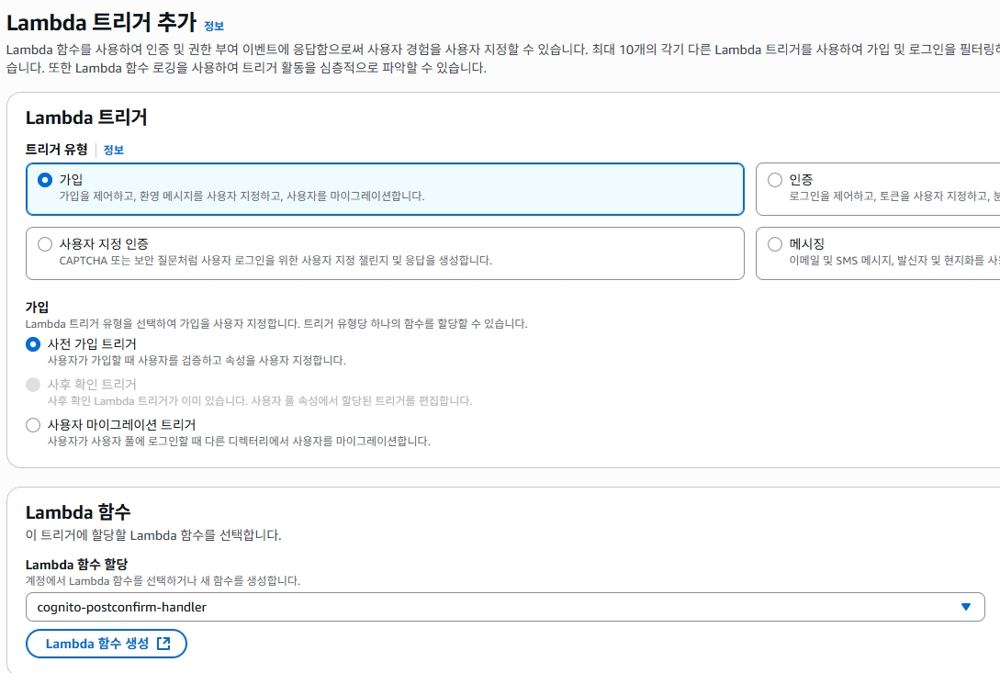 Lambda 트리거 추가 정보
Lambda 함수를 사용하여 인증 및 권한 부여 이벤트에 응답함으로써 사용자 경험을 사용자 지정할 수 있습니다. 최대 10개의 각기 다른 Lambda 트리거를 사용하여 가입 및 로그인을 필터링하
습니다. 또한 Lambda 함수 로깅을 사용하여 트리거 활동을 심층적으로 파악할 수 있습니다.
Lambda 트리거
트리거 유형 정보
가입
가입을 제어하고, 환영 메시지를 사용자 지정하고, 사용자를 마이그레이션합니다.
인증
로그인을 제어하고, 토큰을 사용자 지정하고,
사용자 지정 인증
CAPTCHA 또는 보안 질문처럼 사용자 로그인을 위한 사용자 지정 챌린지 및 응답을 생성합니다.
메시징
이메일 및 SMS 메시지, 발신자 및 현지화를
가입
Lambda 트리거 유형을 선택하여 가입을 사용자 지정합니다. 트리거 유형당 하나의 함수를 할당할 수 있습니다.
사전 가입 트리거
사용자가 가입할 때 사용자를 검증하고 속성을 사용자 지정합니다.
사후 확인 트리거
사후 확인 Lambda 트리거가 이미 있습니다. 사용자 풀 속성에서 할당된 트리거를 편집합니다.
사용자 마이그레이션 트리거
사용자가 사용자 풀에 로그인할 때 다른 디렉터리에서 사용자를 마이그레이션합니다.
Lambda 함수
이 트리거에 할당할 Lambda 함수를 선택합니다.
Lambda 함수 할당
계정에서 Lambda 함수를 선택하거나 새 함수를 생성합니다.
cognito-postconfirm-handler
Lambda 함수 생성